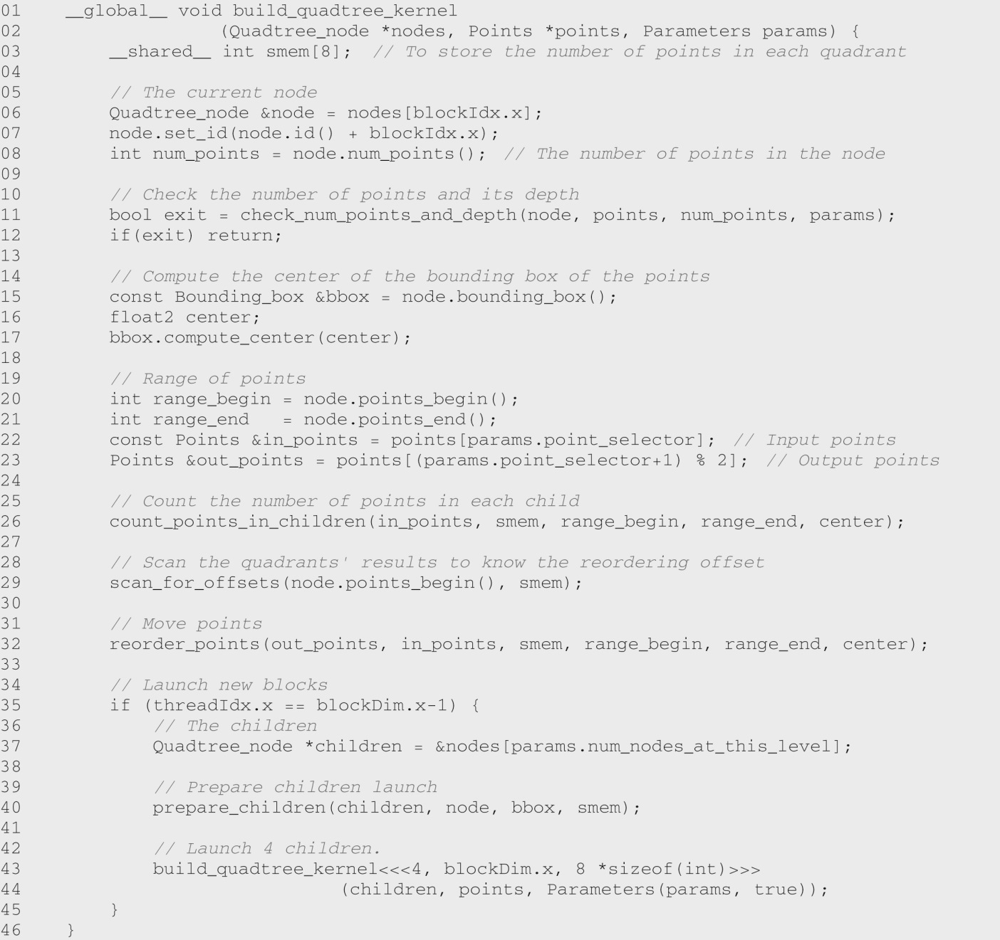 01    __global__ void build_quadtree_kernel
02                  (Quadtree_node *nodes, Points *points, Parameters params) {
03        __shared__ int smem[8];  // To store the number of points in each quadrant
04
05        // The current node
06        Quadtree_node &node = nodes[blockIdx.x];
07        node.set_id(node.id() + blockIdx.x);
08        int num_points = node.num_points(); // The number of points in the node
09
10        // Check the number of points and its depth
11        bool exit = check_num_points_and_depth(node, points, num_points, params);
12        if(exit) return;
13
14        // Compute the center of the bounding box of the points
15        const Bounding_box &bbox = node.bounding_box();
16        float2 center;
17        bbox.compute_center(center);
18
19        // Range of points
20        int range_begin = node.points_begin();
21        int range_end   = node.points_end();
22        const Points &in_points = points[params.point_selector]; // Input points
23        Points &out_points = points[(params.point_selector+1) % 2]; // Output points
24
25        // Count the number of points in each child
26        count_points_in_children(in_points, smem, range_begin, range_end, center);
27
28        // Scan the quadrants' results to know the reordering offset
29        scan_for_offsets(node.points_begin(), smem);
30
31        // Move points
32        reorder_points(out_points, in_points, smem, range_begin, range_end, center);
33
34        // Launch new blocks
35        if (threadIdx.x == blockDim.x-1) {
36            // The children
37            Quadtree_node *children = &nodes[params.num_nodes_at_this_level];
38
39            // Prepare children launch
40            prepare_children(children, node, bbox, smem);
41
42            // Launch 4 children.
43            build_quadtree_kernel<<<4, blockDim.x, 8 *sizeof(int)>>>
44                             (children, points, Parameters(params, true));
45        }
46    }